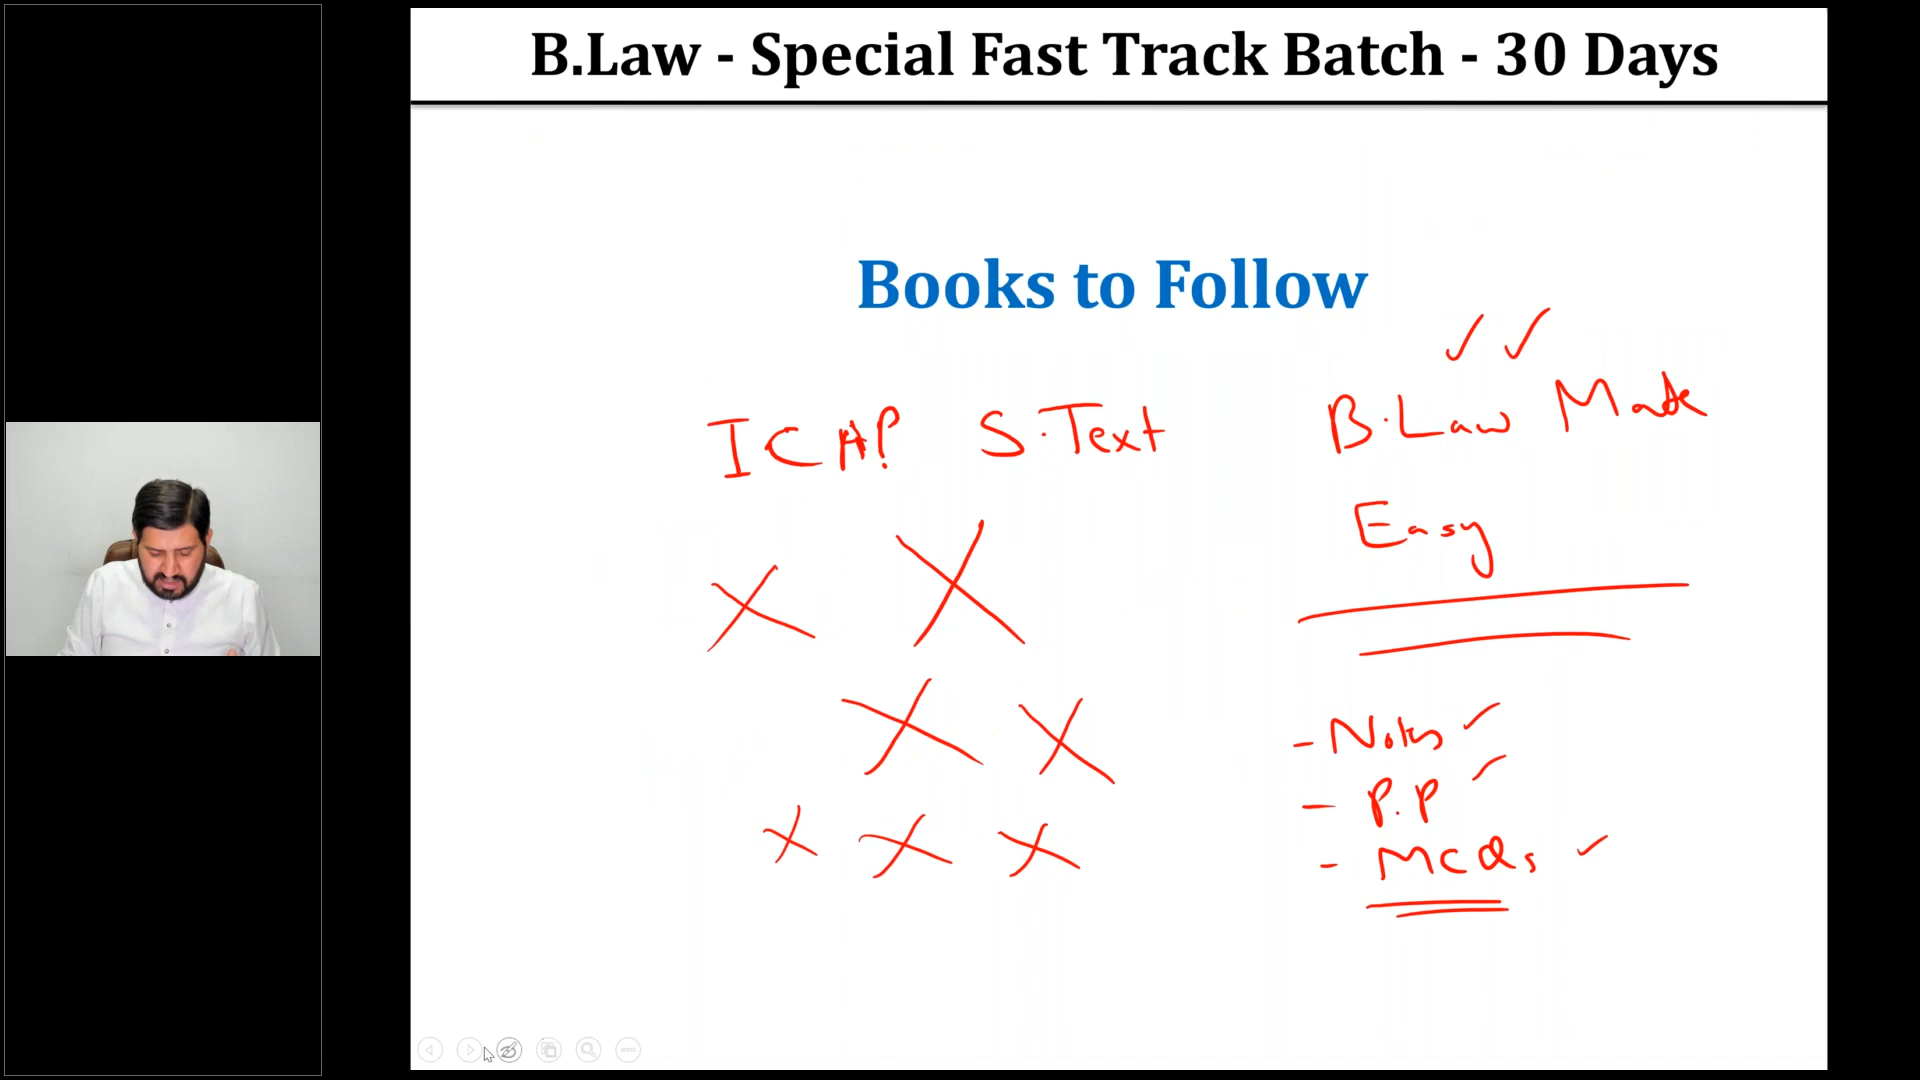 B.Law - Special Fast Track Batch - 30 Days
Books to Follow
ICAP S.Text
B.Law Made
Easy
- Notes
- P.P
- MCQs